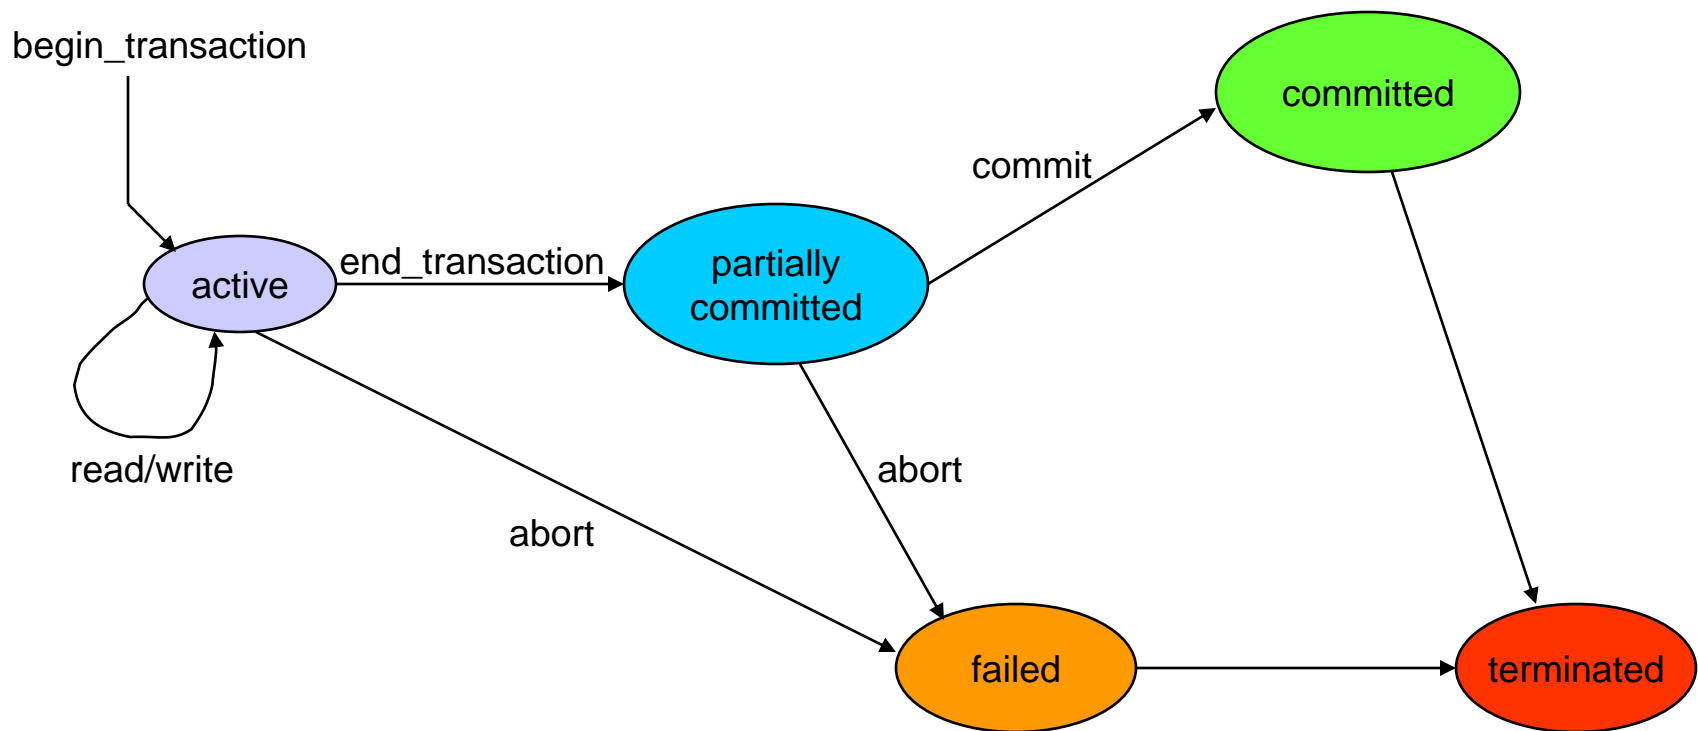 begin_transaction
committed
commit
active
end_transaction
partially
committed
read/write
abort
abort
failed
terminated